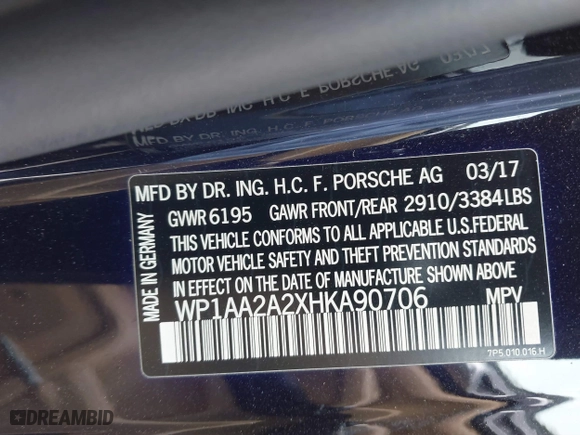 MFD BY DR. ING. H.C. F. PORSCHE AG 03/17
GVWR 6195 GAWR FRONT/REAR 2910/3384 LBS
THIS VEHICLE CONFORMS TO ALL APPLICABLE U.S.FEDERAL
MOTOR VEHICLE SAFETY AND THEFT PREVENTION STANDARDS
IN EFFECT ON THE DATE OF MANUFACTURE SHOWN ABOVE
WP1AA2A2XHKA90706 MPV
7P5.010.016.H
MADE IN GERMANY
DREAMBID